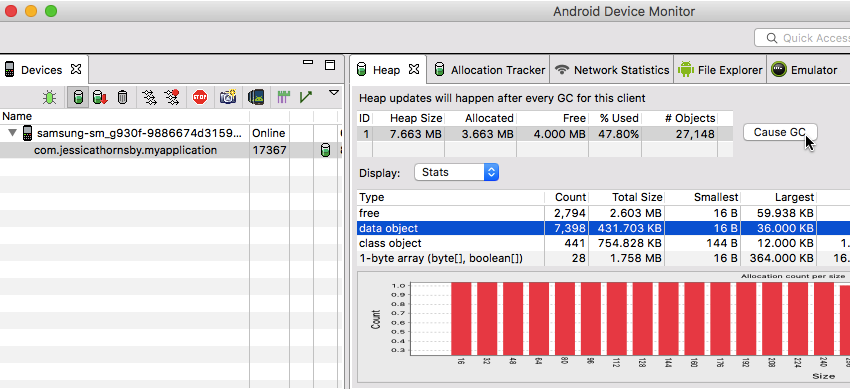 Android Device Monitor
Quick Access
Devices
Name
samsung-sm_g930f-9886674d3159... Online
com.jessicathornsby.myapplication 17367
Heap Allocation Tracker Network Statistics File Explorer Emulator
Heap updates will happen after every GC for this client
ID Heap Size Allocated Free % Used # Objects
1 7.663 MB 3.663 MB 4.000 MB 47.80% 27,148
Cause GC
Display: Stats
Type Count Total Size Smallest Largest
free 2,794 2.603 MB 16 B 59.938 KB
data object 7,398 431.703 KB 16 B 36.000 KB
class object 441 754.828 KB 144 B 12.000 KB 1.
1-byte array (byte[], boolean[]) 28 1.758 MB 16 B 364.000 KB 16.
Allocation count per size
Count
1.0
0.9
0.8
0.7
0.6
0.5
0.4
0.3
16 32 48 64 80 96 112 128 144 160 176 192 208 224 240
Size